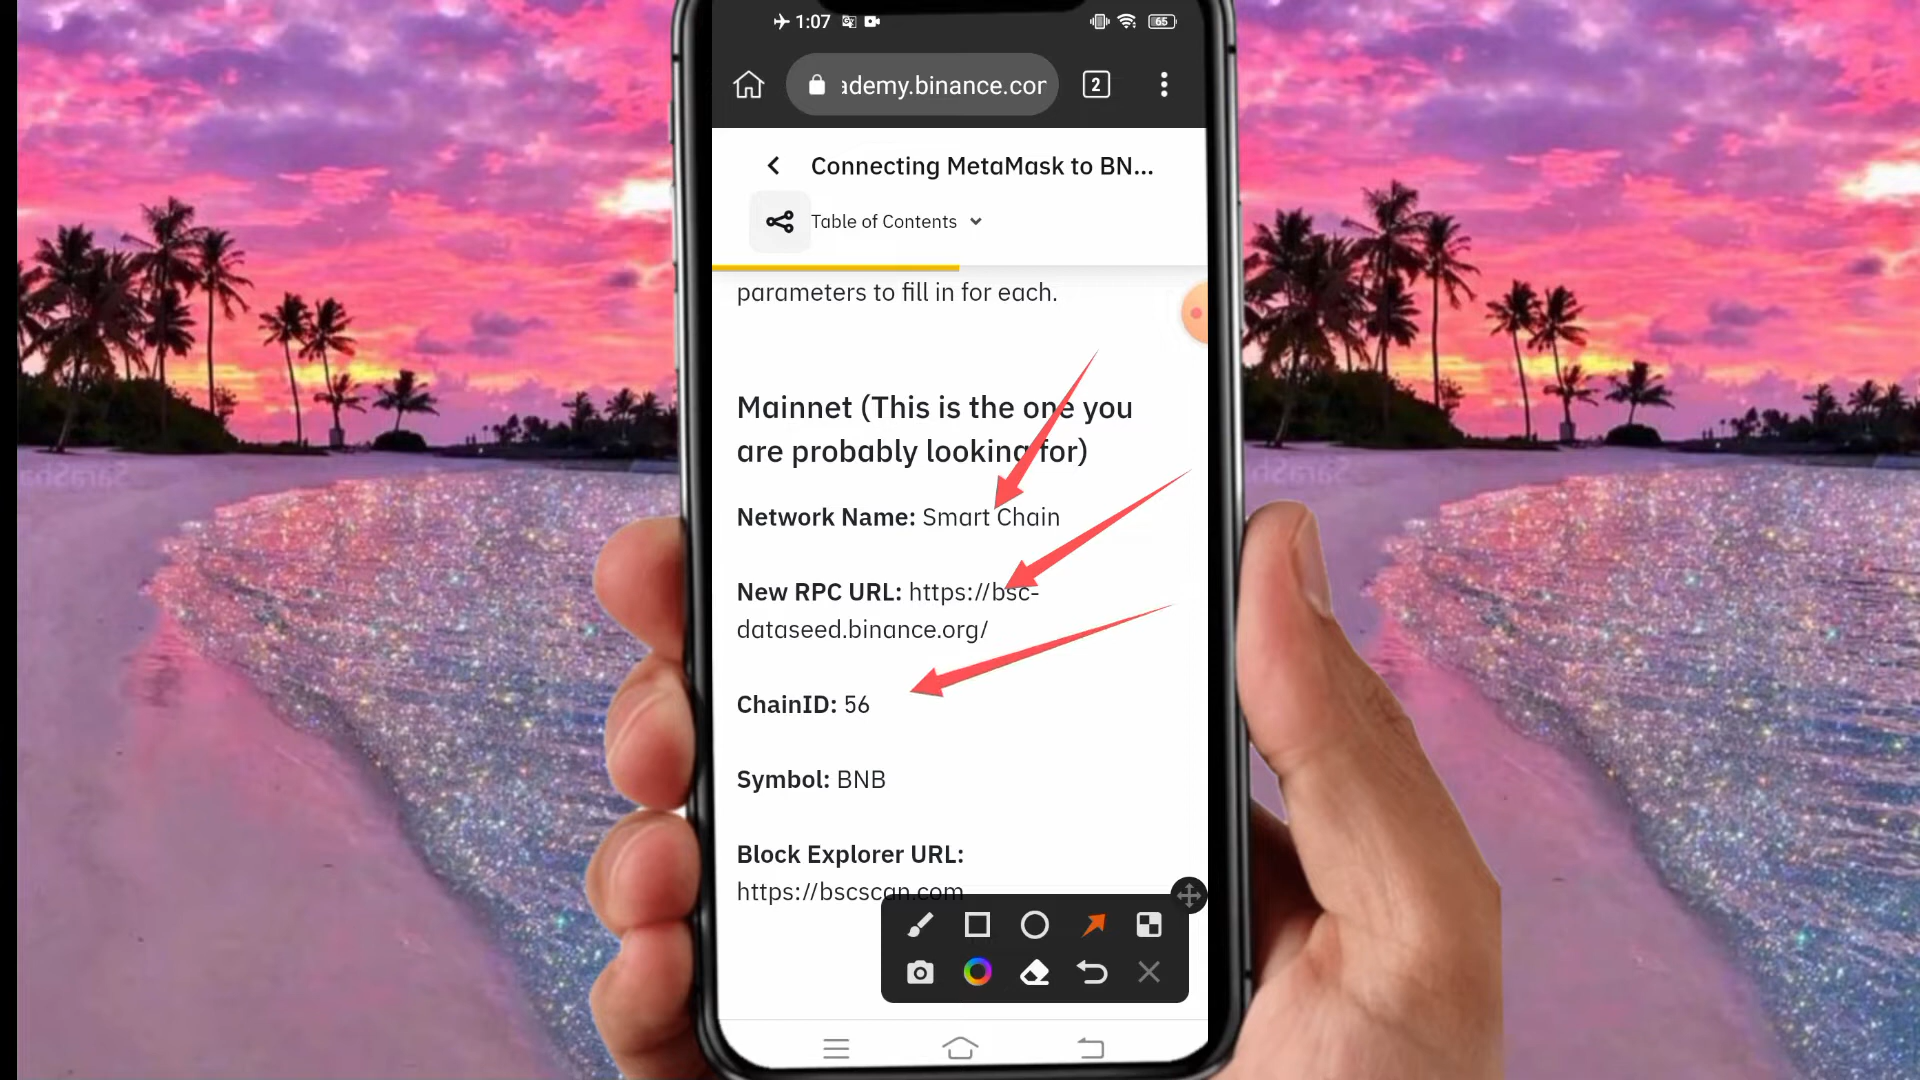 1:07
65
ademy.binance.cor
2
Connecting MetaMask to BN...
Table of Contents
parameters to fill in for each.
Mainnet (This is the one you
are probably looking for)
Network Name: Smart Chain
New RPC URL: https://bsc-
dataseed.binance.org/
ChainID: 56
Symbol: BNB
Block Explorer URL:
https://bscscan.com